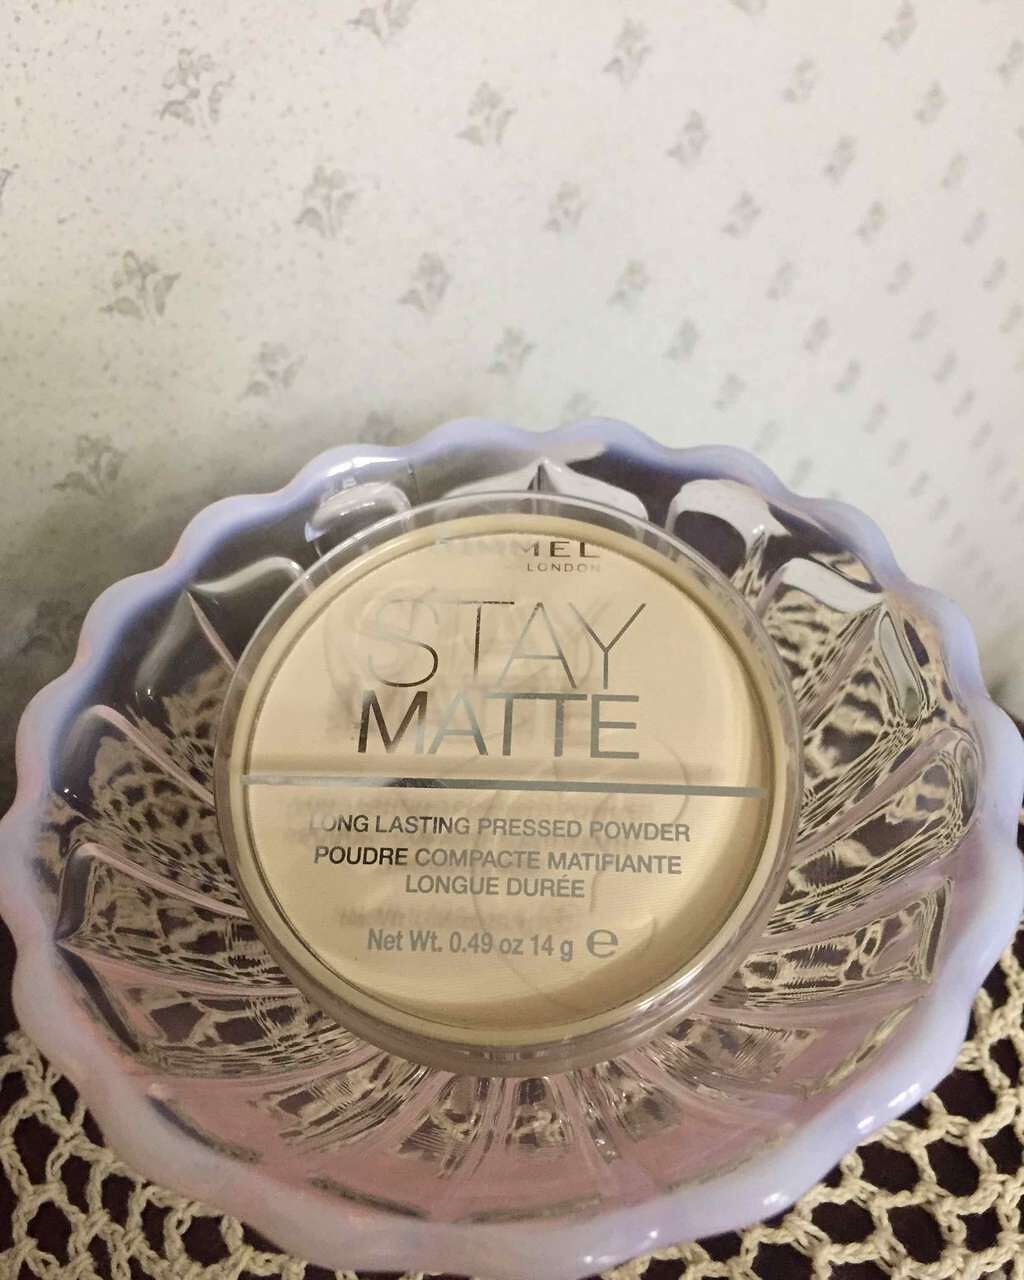 RIMMEL
LONDON
STAY
MATTE
LONG LASTING PRESSED POWDER
POUDRE COMPACTE MATIFIANTE
LONGUE DURÉE
Net Wt. 0.49 oz 14 g ℮